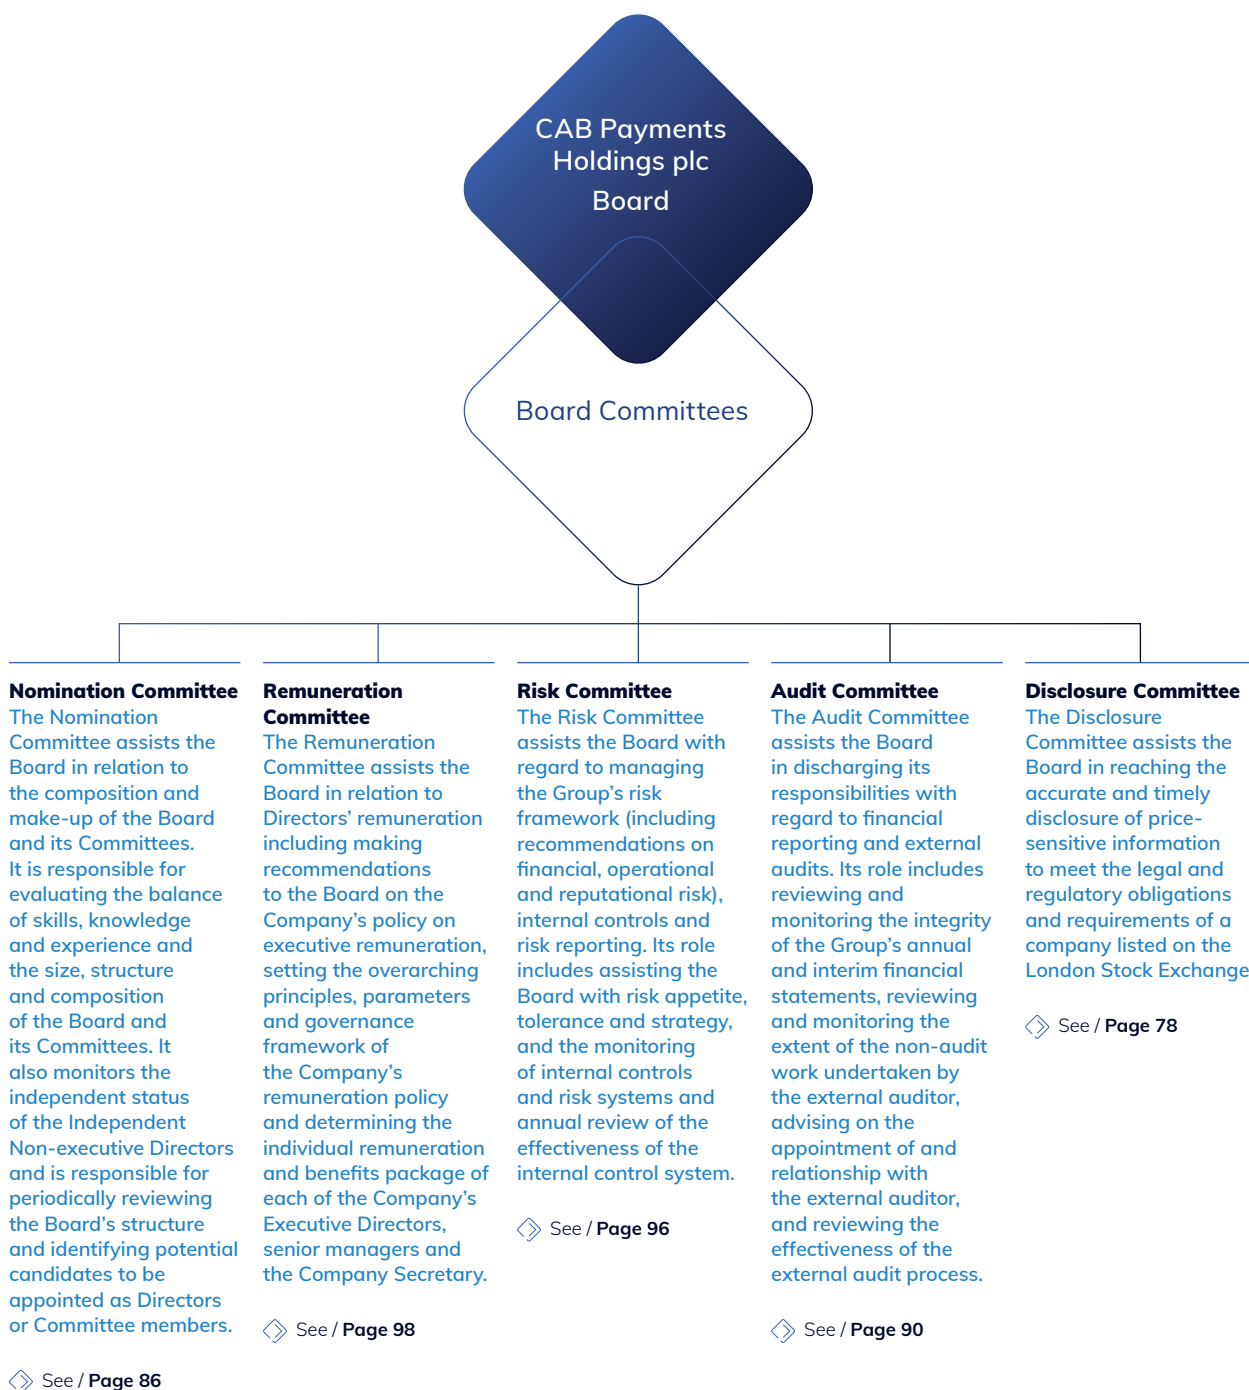 CAB Payments
Holdings plc
Board
Board Committees
Nomination Committee
The Nomination
Committee assists the
Board in relation to
the composition and
make-up of the Board
and its Committees.
It is responsible for
evaluating the balance
of skills, knowledge
and experience and
the size, structure
and composition
of the Board and
its Committees. It
also monitors the
independent status
of the Independent
Non-executive Directors
and is responsible for
periodically reviewing
the Board’s structure
and identifying potential
candidates to be
appointed as Directors
or Committee members.
See / Page 86
Remuneration
Committee
The Remuneration
Committee assists the
Board in relation to
Directors’ remuneration
including making
recommendations
to the Board on the
Company’s policy on
executive remuneration,
setting the overarching
principles, parameters
and governance
framework of
the Company’s
remuneration policy
and determining the
individual remuneration
and benefits package of
each of the Company’s
Executive Directors,
senior managers and
the Company Secretary.
See / Page 98
Risk Committee
The Risk Committee
assists the Board with
regard to managing
the Group’s risk
framework (including
recommendations on
financial, operational
and reputational risk),
internal controls and
risk reporting. Its role
includes assisting the
Board with risk appetite,
tolerance and strategy,
and the monitoring
of internal controls
and risk systems and
annual review of the
effectiveness of the
internal control system.
See / Page 96
Audit Committee
The Audit Committee
assists the Board
in discharging its
responsibilities with
regard to financial
reporting and external
audits. Its role includes
reviewing and
monitoring the integrity
of the Group’s annual
and interim financial
statements, reviewing
and monitoring the
extent of the non-audit
work undertaken by
the external auditor,
advising on the
appointment of and
relationship with
the external auditor,
and reviewing the
effectiveness of the
external audit process.
See / Page 90
Disclosure Committee
The Disclosure
Committee assists the
Board in reaching the
accurate and timely
disclosure of price-
sensitive information
to meet the legal and
regulatory obligations
and requirements of a
company listed on the
London Stock Exchange
See / Page 78